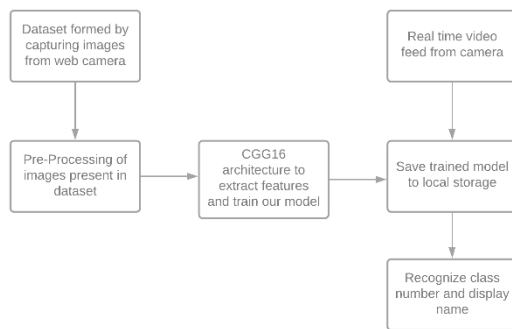 Dataset formed by
capturing images
from web camera
Real time video
feed from camera
Pre-Processing of
images present in
dataset
CGG16
architecture to
extract features
and train our model
Save trained model
to local storage
Recognize class
number and display
name